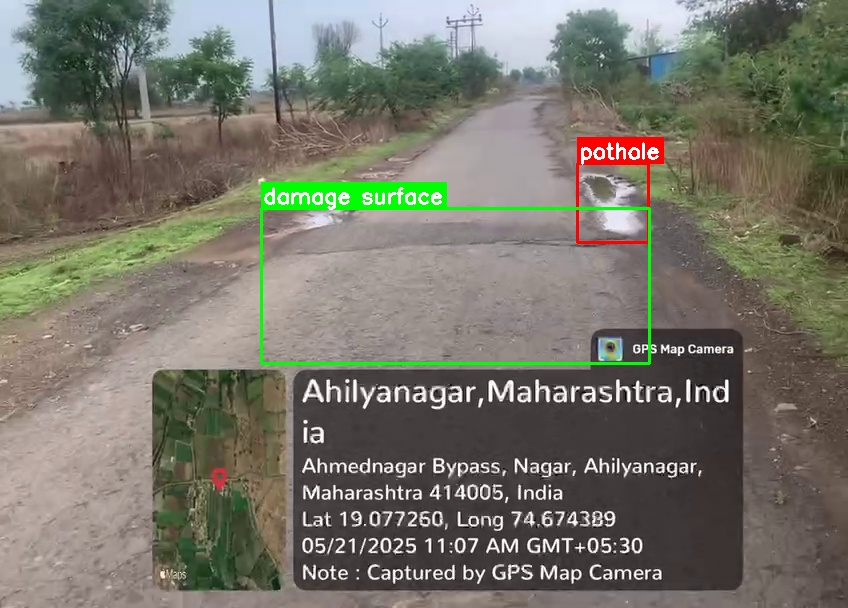 pothole
damage surface
GPS Map Camera
Ahilyanagar,Maharashtra,Ind
ia
Ahmednagar Bypass, Nagar, Ahilyanagar,
Maharashtra 414005, India
Lat 19.077260, Long 74.674389
05/21/2025 11:07 AM GMT+05:30
Note : Captured by GPS Map Camera
Maps